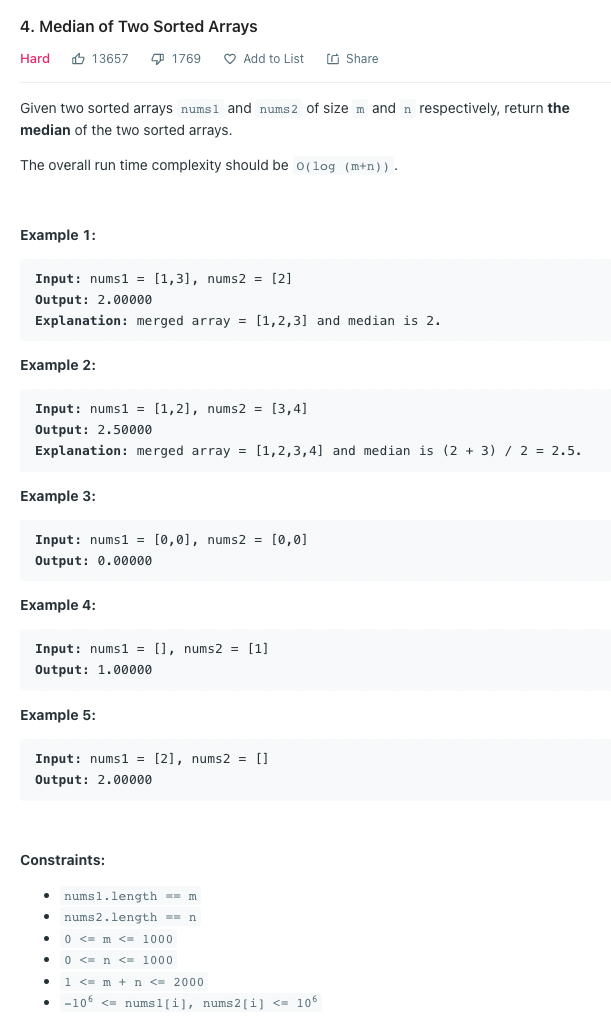 4. Median of Two Sorted Arrays
Hard 13657 1769 Add to List Share
Given two sorted arrays nums1 and nums2 of size m and n respectively, return the
median of the two sorted arrays.
The overall run time complexity should be O(log (m+n)).
Example 1:
Input: nums1 = [1,3], nums2 = [2]
Output: 2.00000
Explanation: merged array = [1,2,3] and median is 2.
Example 2:
Input: nums1 = [1,2], nums2 = [3,4]
Output: 2.50000
Explanation: merged array = [1,2,3,4] and median is (2 + 3) / 2 = 2.5.
Example 3:
Input: nums1 = [0,0], nums2 = [0,0]
Output: 0.00000
Example 4:
Input: nums1 = [], nums2 = [1]
Output: 1.00000
Example 5:
Input: nums1 = [2], nums2 = []
Output: 2.00000
Constraints:
• nums1.length == m
• nums2.length == n
• 0 <= m <= 1000
• 0 <= n <= 1000
• 1 <= m + n <= 2000
• -10⁶ <= nums1[i], nums2[i] <= 10⁶